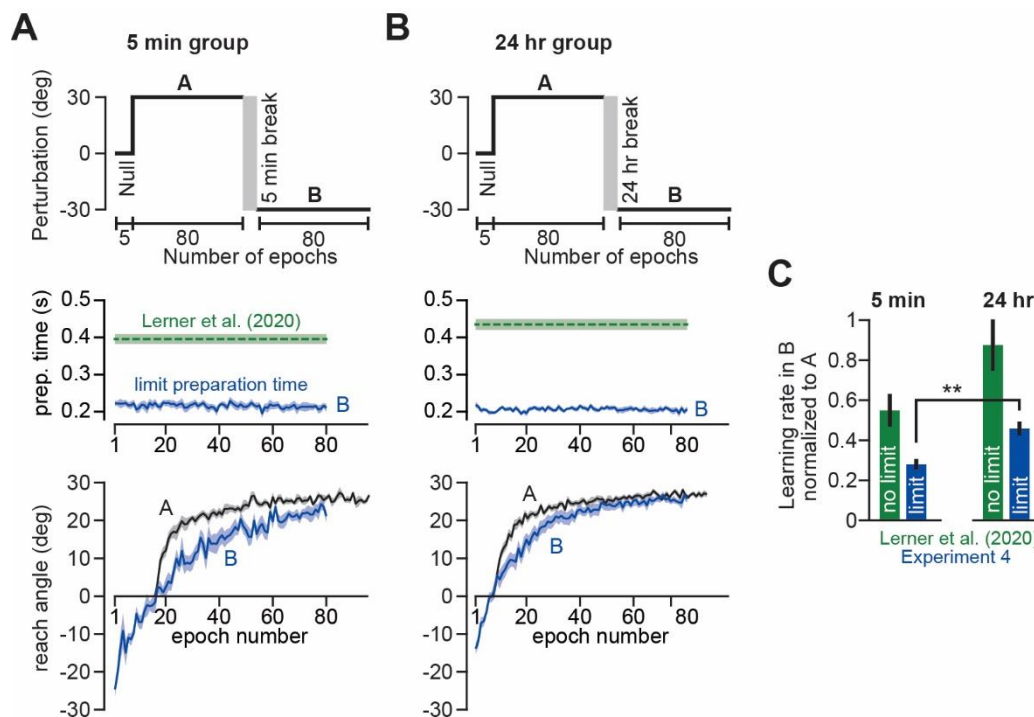 A
5 min group
Perturbation (deg)
30
0
-30
A
Null
5 min break
B
5
80
80
Number of epochs
prep. time (s)
0.5
0.4
0.3
0.2
Lerner et al. (2020)
limit preparation time
B
1
20
40
60
80
reach angle (deg)
30
20
10
0
-10
-20
-30
A
B
1
20
40
60
80
epoch number
B
24 hr group
30
0
-30
A
Null
24 hr break
B
5
80
80
Number of epochs
0.5
0.4
0.3
0.2
B
1
20
40
60
80
30
20
10
0
-10
-20
-30
A
B
1
20
40
60
80
epoch number
C
5 min
24 hr
Learning rate in B
normalized to A
1
0.8
0.6
0.4
0.2
0
**
no limit
limit
no limit
limit
Lerner et al. (2020)
Experiment 4